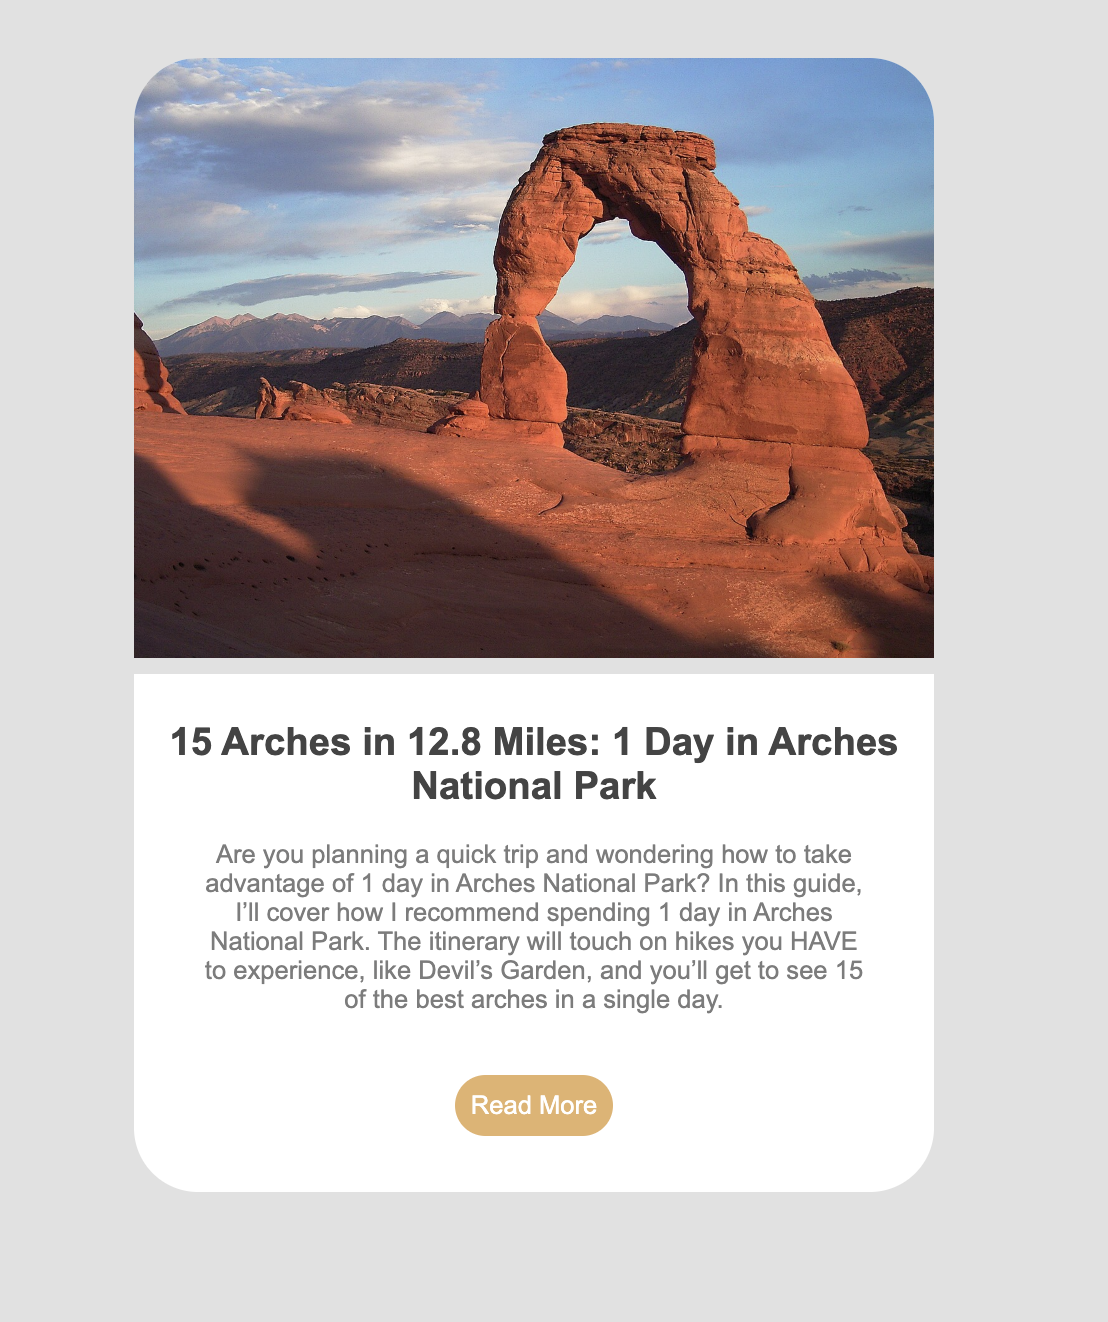 15 Arches in 12.8 Miles: 1 Day in Arches
National Park
Are you planning a quick trip and wondering how to take
advantage of 1 day in Arches National Park? In this guide,
I’ll cover how I recommend spending 1 day in Arches
National Park. The itinerary will touch on hikes you HAVE
to experience, like Devil’s Garden, and you’ll get to see 15
of the best arches in a single day.
Read More